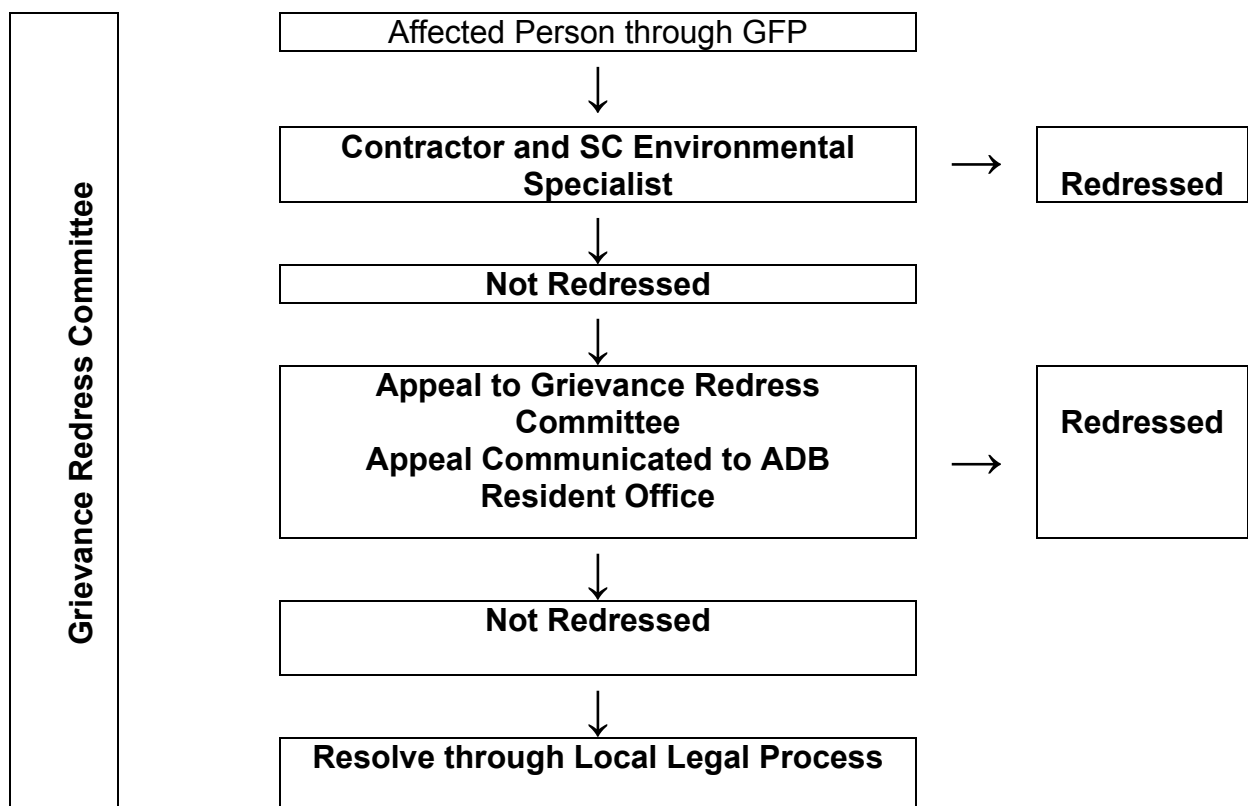 Grievance Redress Committee
Affected Person through GFP
↓
Contractor and SC Environmental
Specialist
→
Redressed
↓
Not Redressed
↓
Appeal to Grievance Redress
Committee
Appeal Communicated to ADB
Resident Office
→
Redressed
↓
Not Redressed
↓
Resolve through Local Legal Process